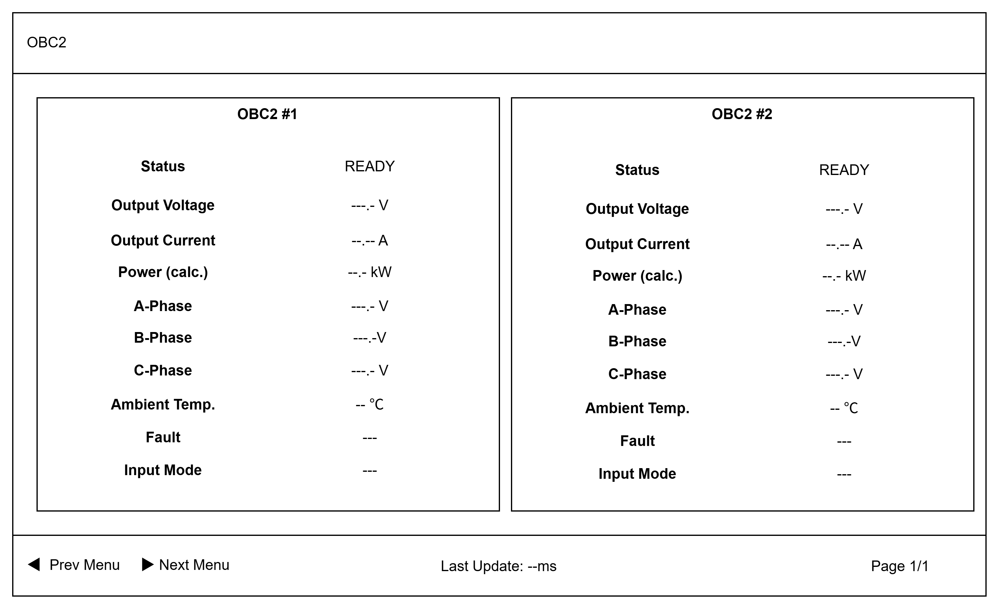 OBC2
OBC2 #1
Status READY
Output Voltage ---.- V
Output Current --.-- A
Power (calc.) --.- kW
A-Phase ---.- V
B-Phase ---.-V
C-Phase ---.- V
Ambient Temp. -- °C
Fault ---
Input Mode ---
OBC2 #2
Status READY
Output Voltage ---.- V
Output Current --.-- A
Power (calc.) --.- kW
A-Phase ---.- V
B-Phase ---.-V
C-Phase ---.- V
Ambient Temp. -- °C
Fault ---
Input Mode ---
◀ Prev Menu ▶ Next Menu Last Update: --ms Page 1/1